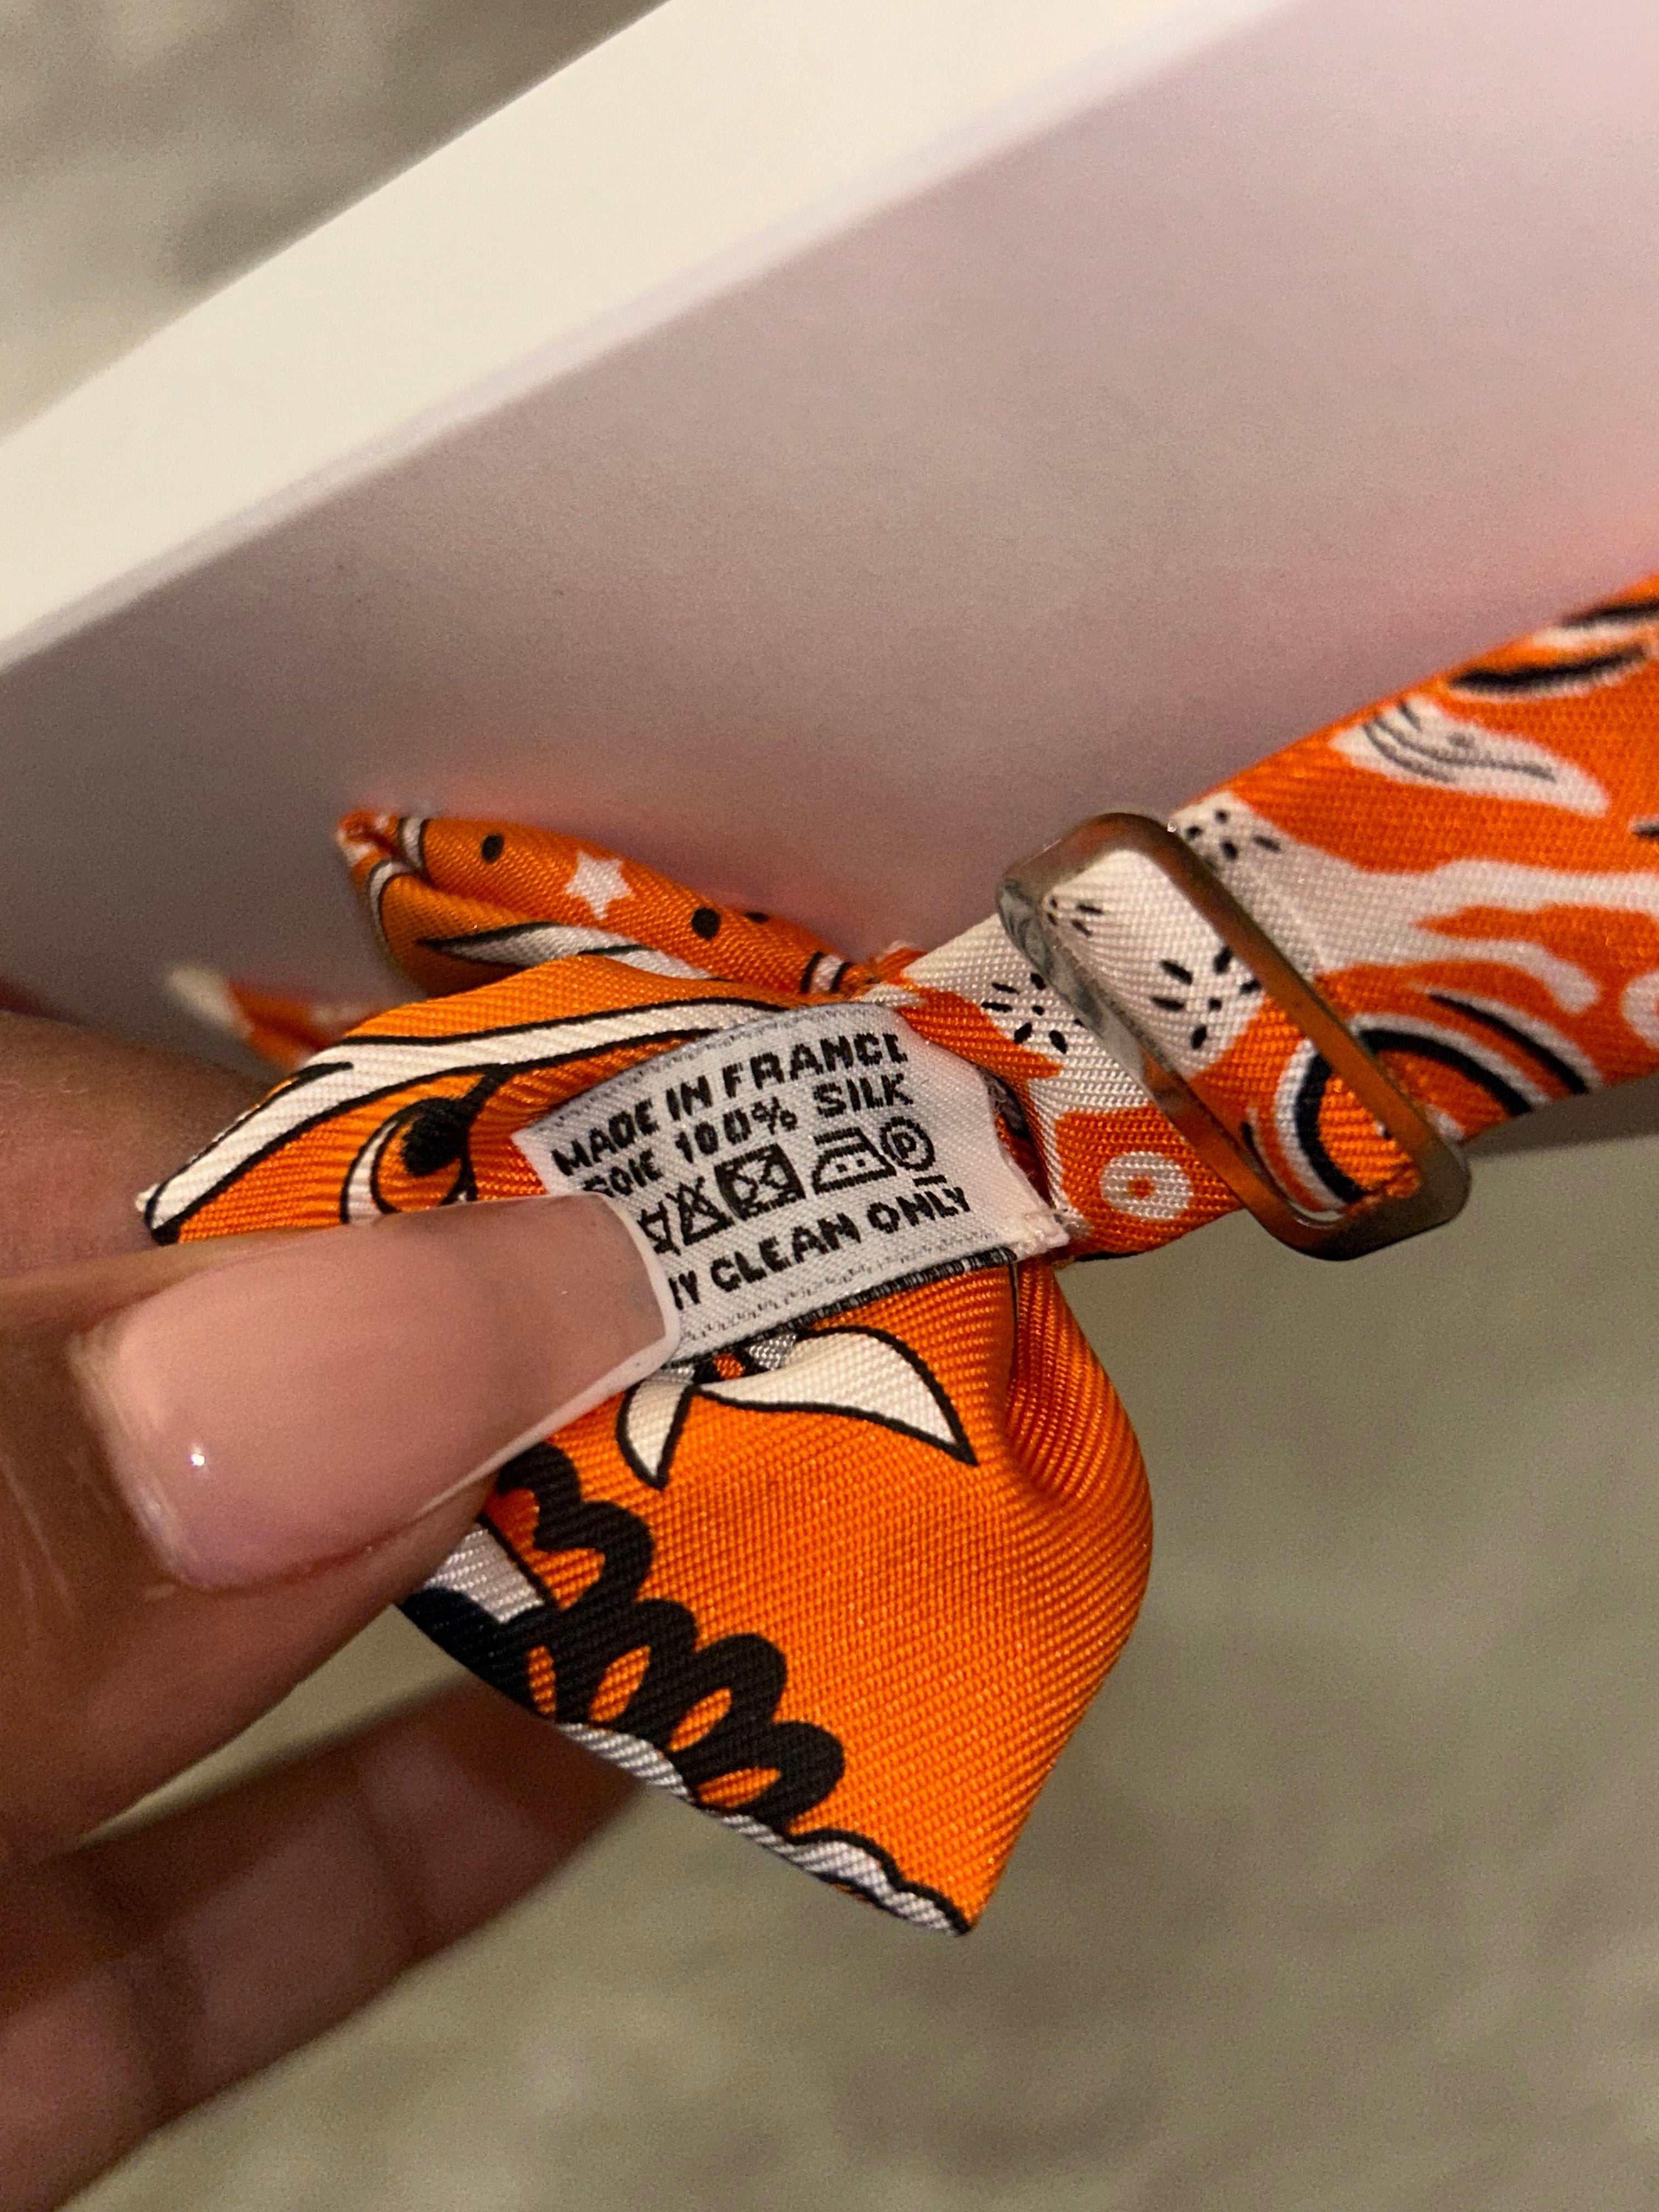 MADE IN FRANCE
SOIE 100% SILK
P
CLEAN ONLY